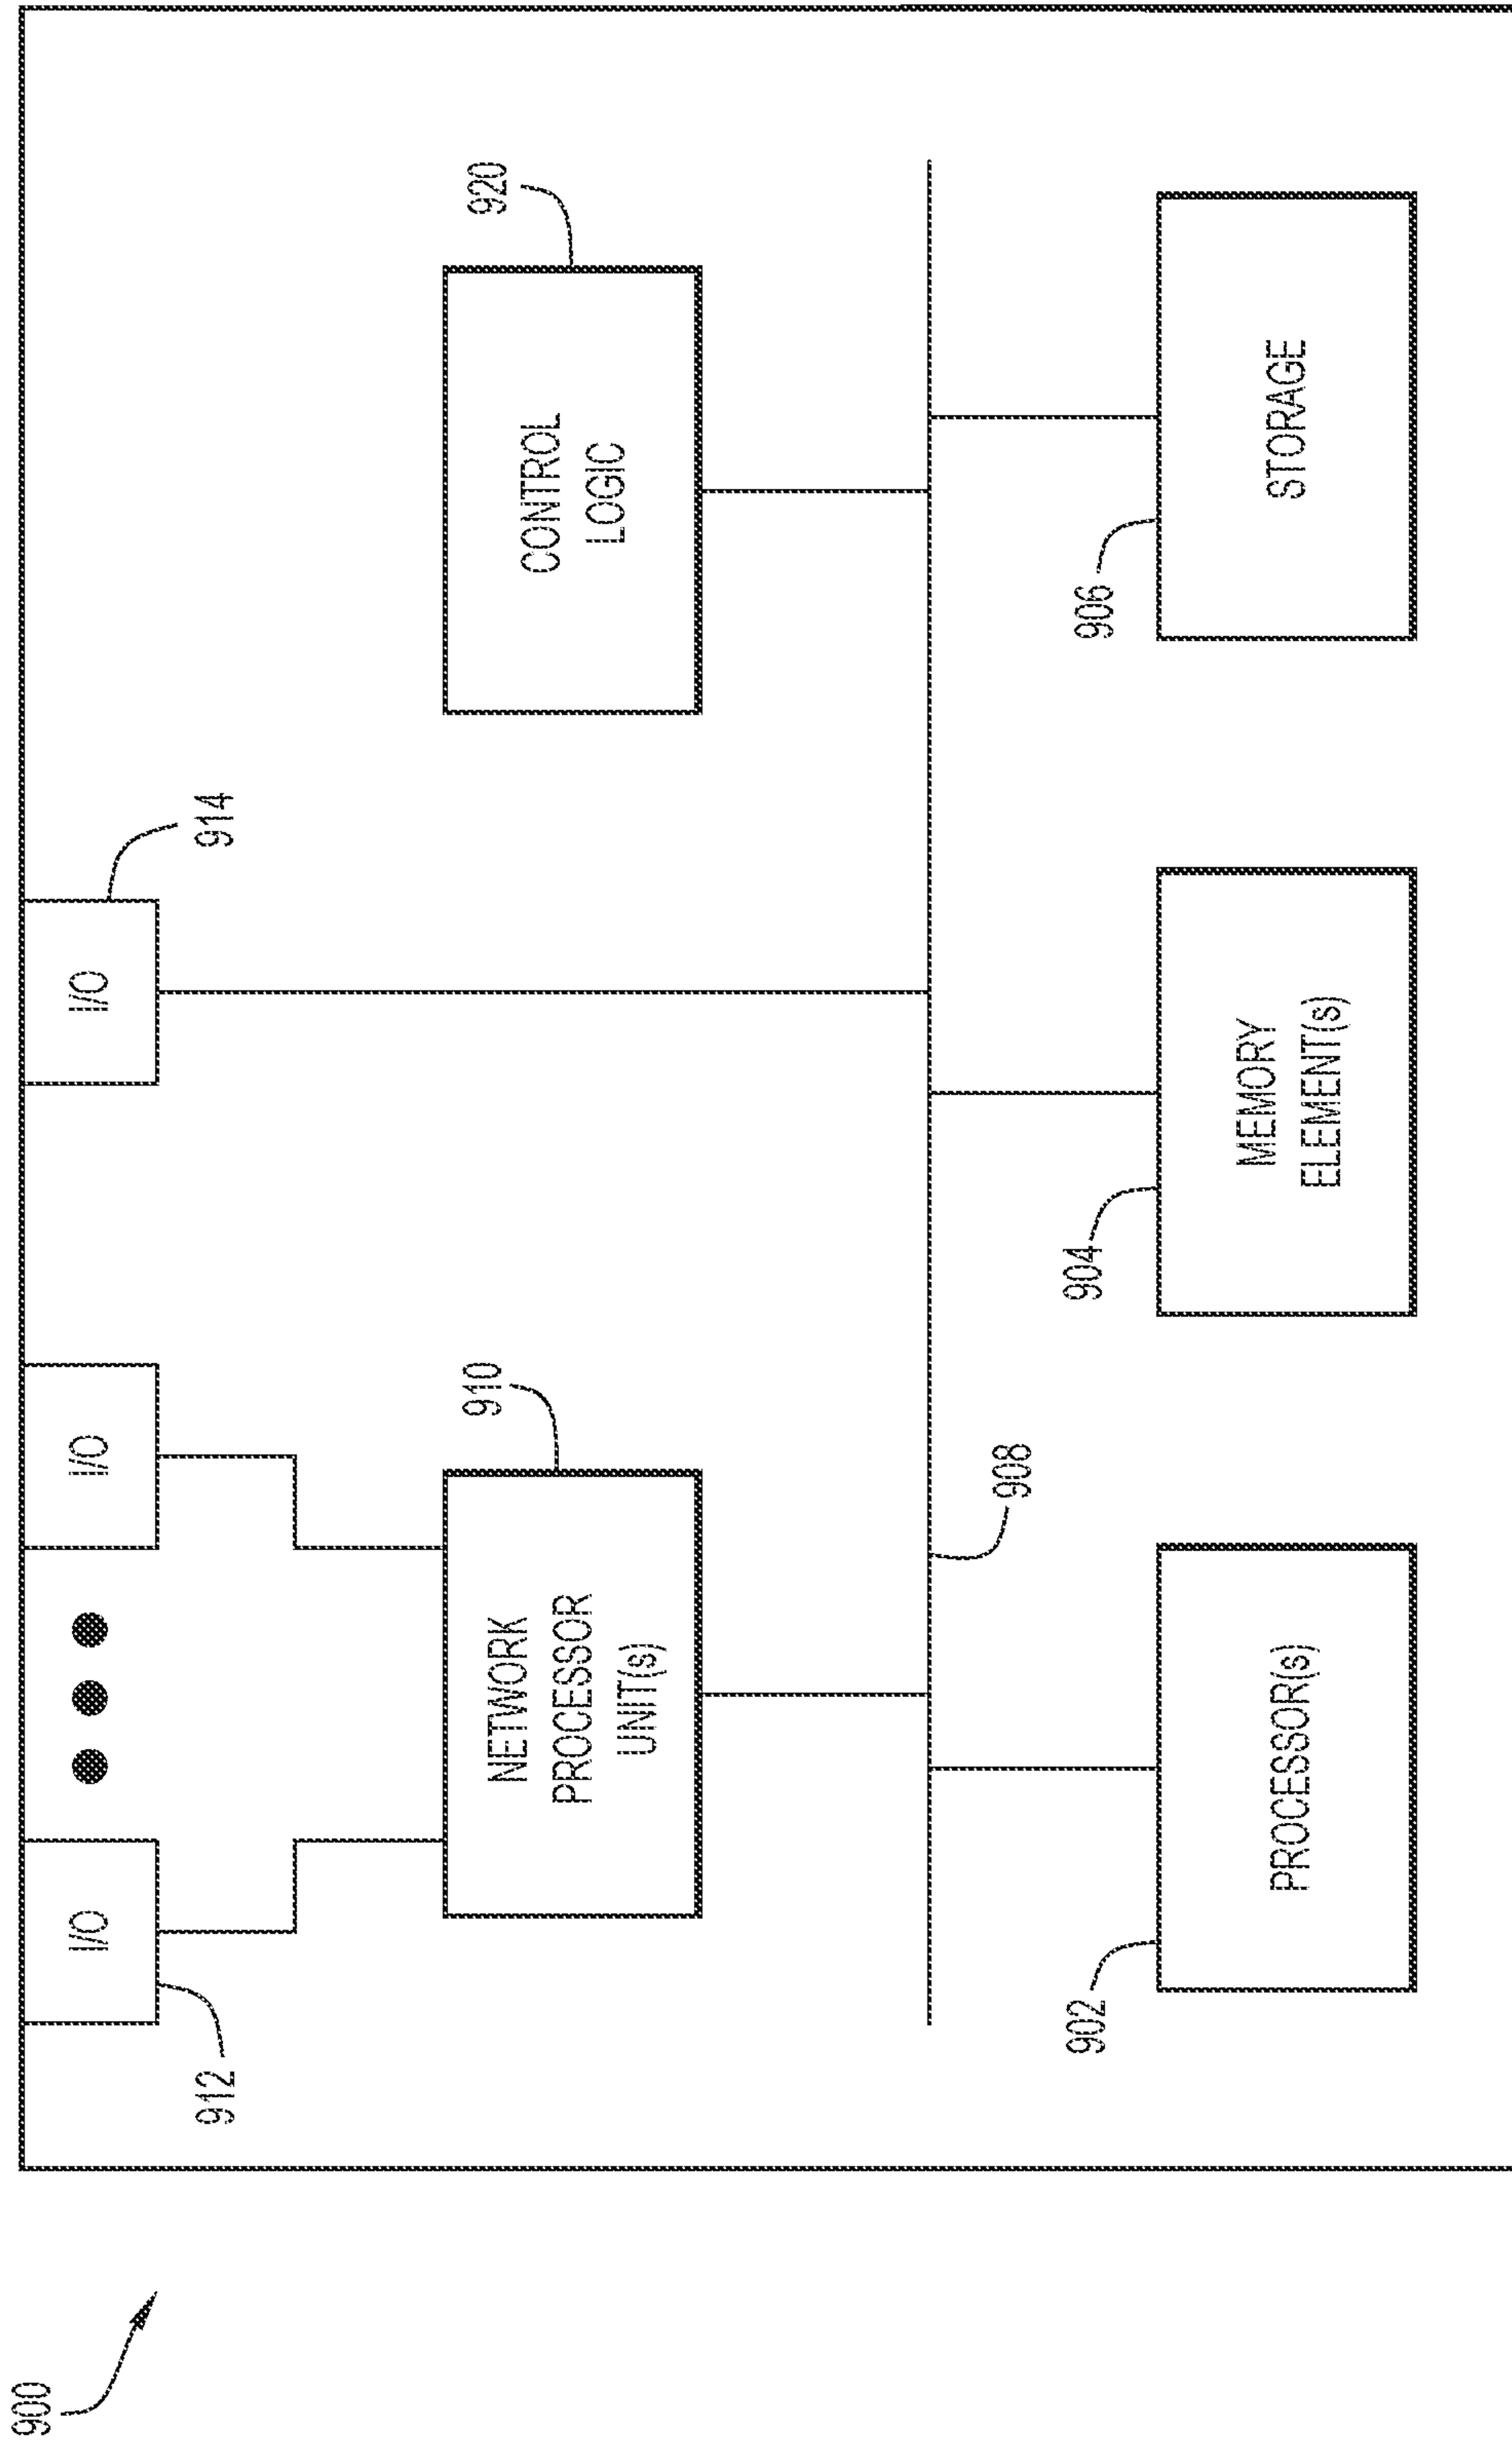 900
I/O
I/O
I/O
912
914
NETWORK
PROCESSOR
UNIT(s)
910
CONTROL
LOGIC
920
908
902
PROCESSOR(s)
904
MEMORY
ELEMENT(s)
906
STORAGE